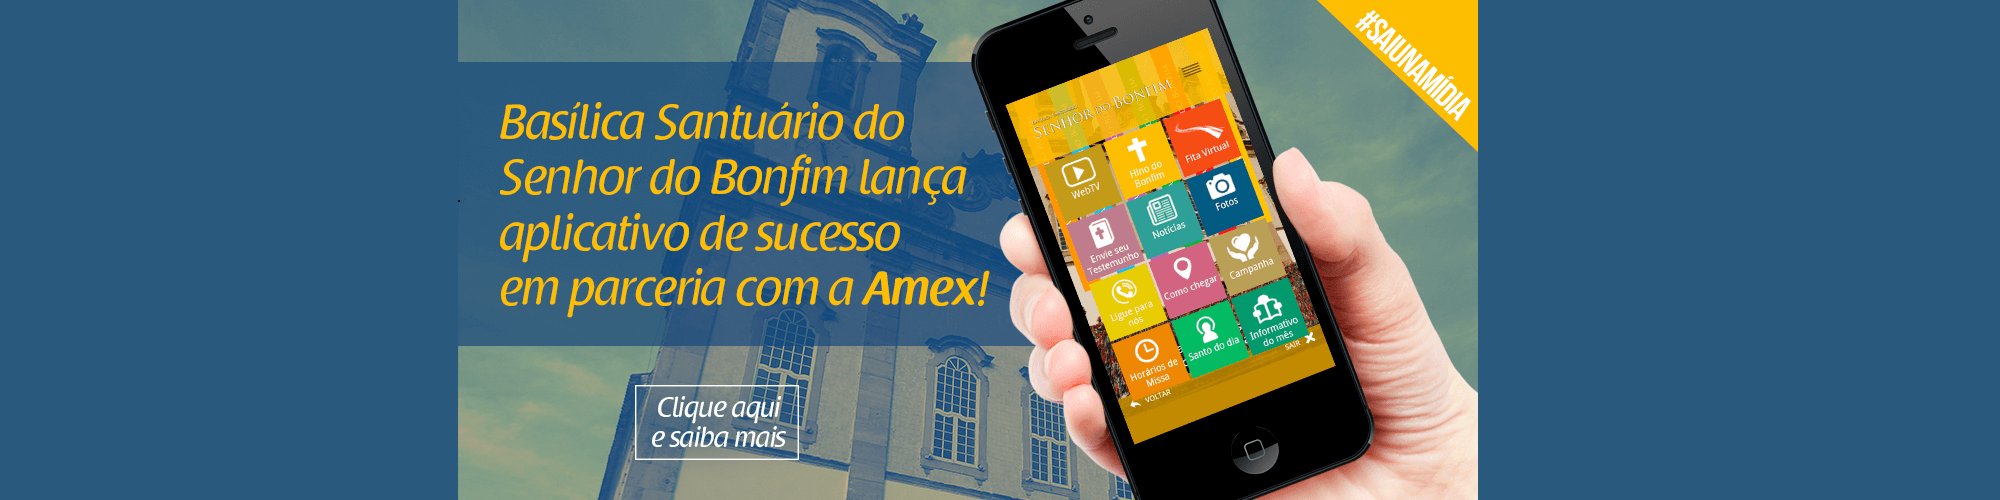 Basílica Santuário do
Senhor do Bonfim lança
aplicativo de sucesso
em parceria com a Amex!
Clique aqui
e saiba mais
#SAIUNAMÍDIA
SENHOR DO BONFIM
WebTV
Hino do
Bonfim
Fita Virtual
Envie seu
Testemunho
Notícias
Fotos
Ligue para
nós
Como chegar
Campanha
Horários de
Missa
Santo do dia
Informativo
do mês
VOLTAR
SAIR